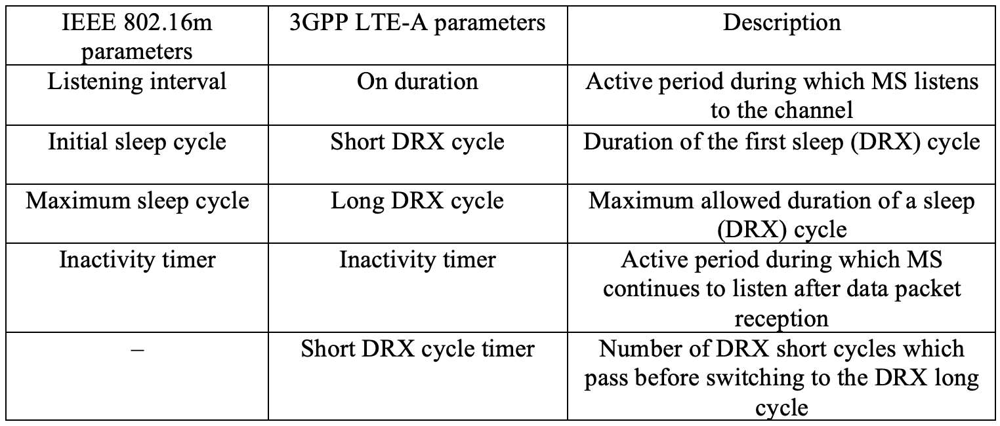 IEEE 802.16m
parameters
3GPP LTE-A parameters
Description
Listening interval
On duration
Active period during which MS listens
to the channel
Initial sleep cycle
Short DRX cycle
Duration of the first sleep (DRX) cycle
Maximum sleep cycle
Long DRX cycle
Maximum allowed duration of a sleep
(DRX) cycle
Inactivity timer
Inactivity timer
Active period during which MS
continues to listen after data packet
reception
–
Short DRX cycle timer
Number of DRX short cycles which
pass before switching to the DRX long
cycle